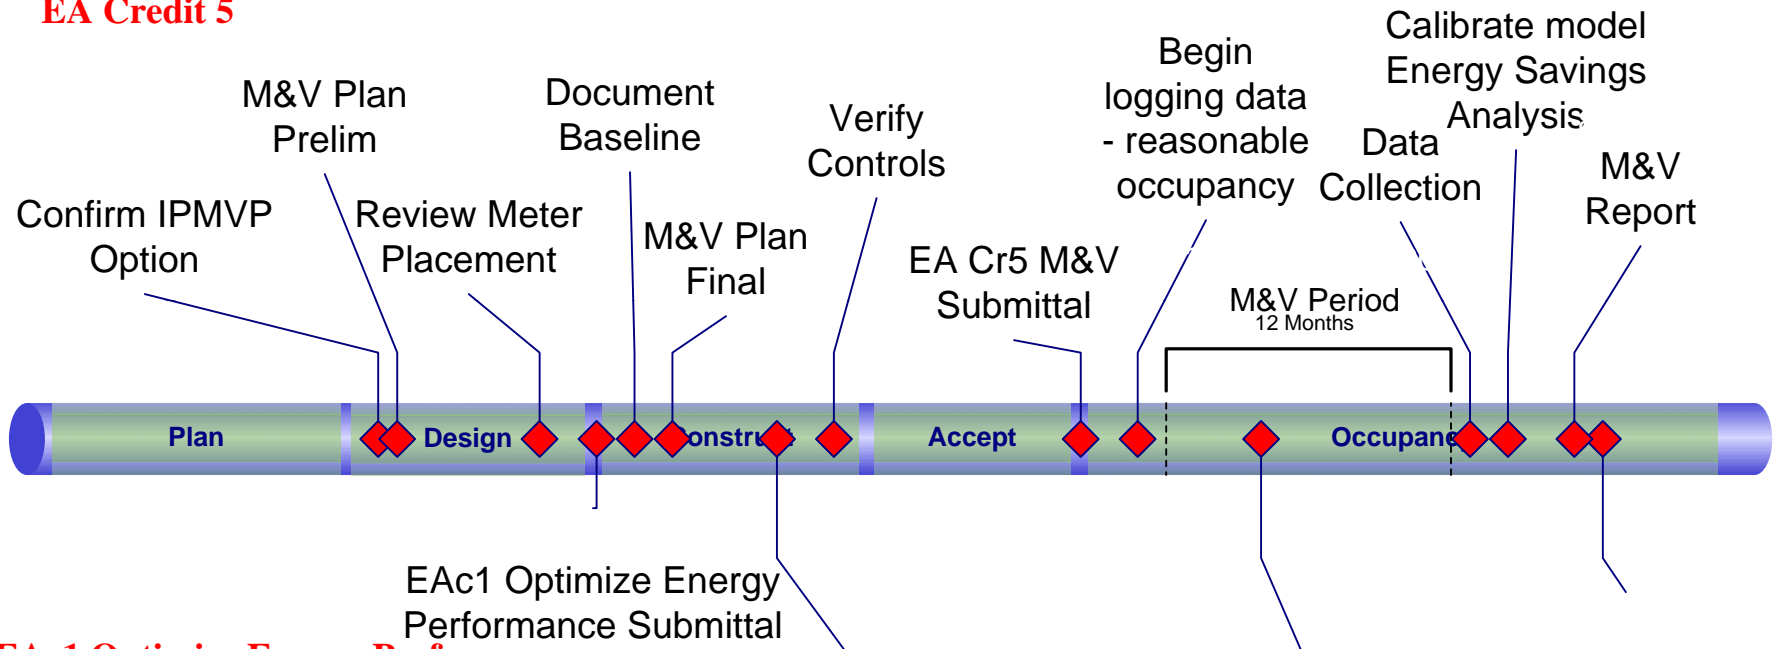 EA Credit 5
Calibrate model
Energy Savings
Analysis
Begin
logging data
- reasonable
occupancy
M&V Plan
Prelim
Document
Baseline
Verify
Controls
Data
Collection
M&V
Report
Confirm IPMVP
Option
Review Meter
Placement
M&V Plan
Final
EA Cr5 M&V
Submittal
M&V Period
12 Months
Plan
Design
Accept
EAc1 Optimize Energy
Performance Submittal